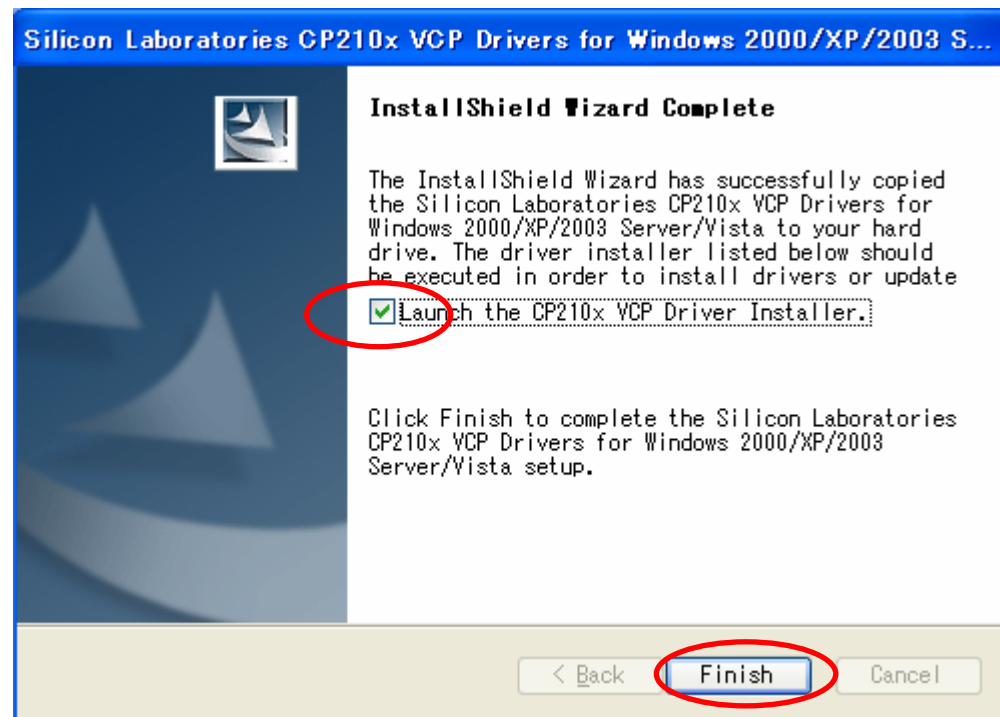 Silicon Laboratories CP210x VCP Drivers for Windows 2000/XP/2003 S...
InstallShield Wizard Complete
The InstallShield Wizard has successfully copied
the Silicon Laboratories CP210x VCP Drivers for
Windows 2000/XP/2003 Server/Vista to your hard
drive. The driver installer listed below should
be executed in order to install drivers or update
Launch the CP210x VCP Driver Installer.
Click Finish to complete the Silicon Laboratories
CP210x VCP Drivers for Windows 2000/XP/2003
Server/Vista setup.
< Back Finish Cancel